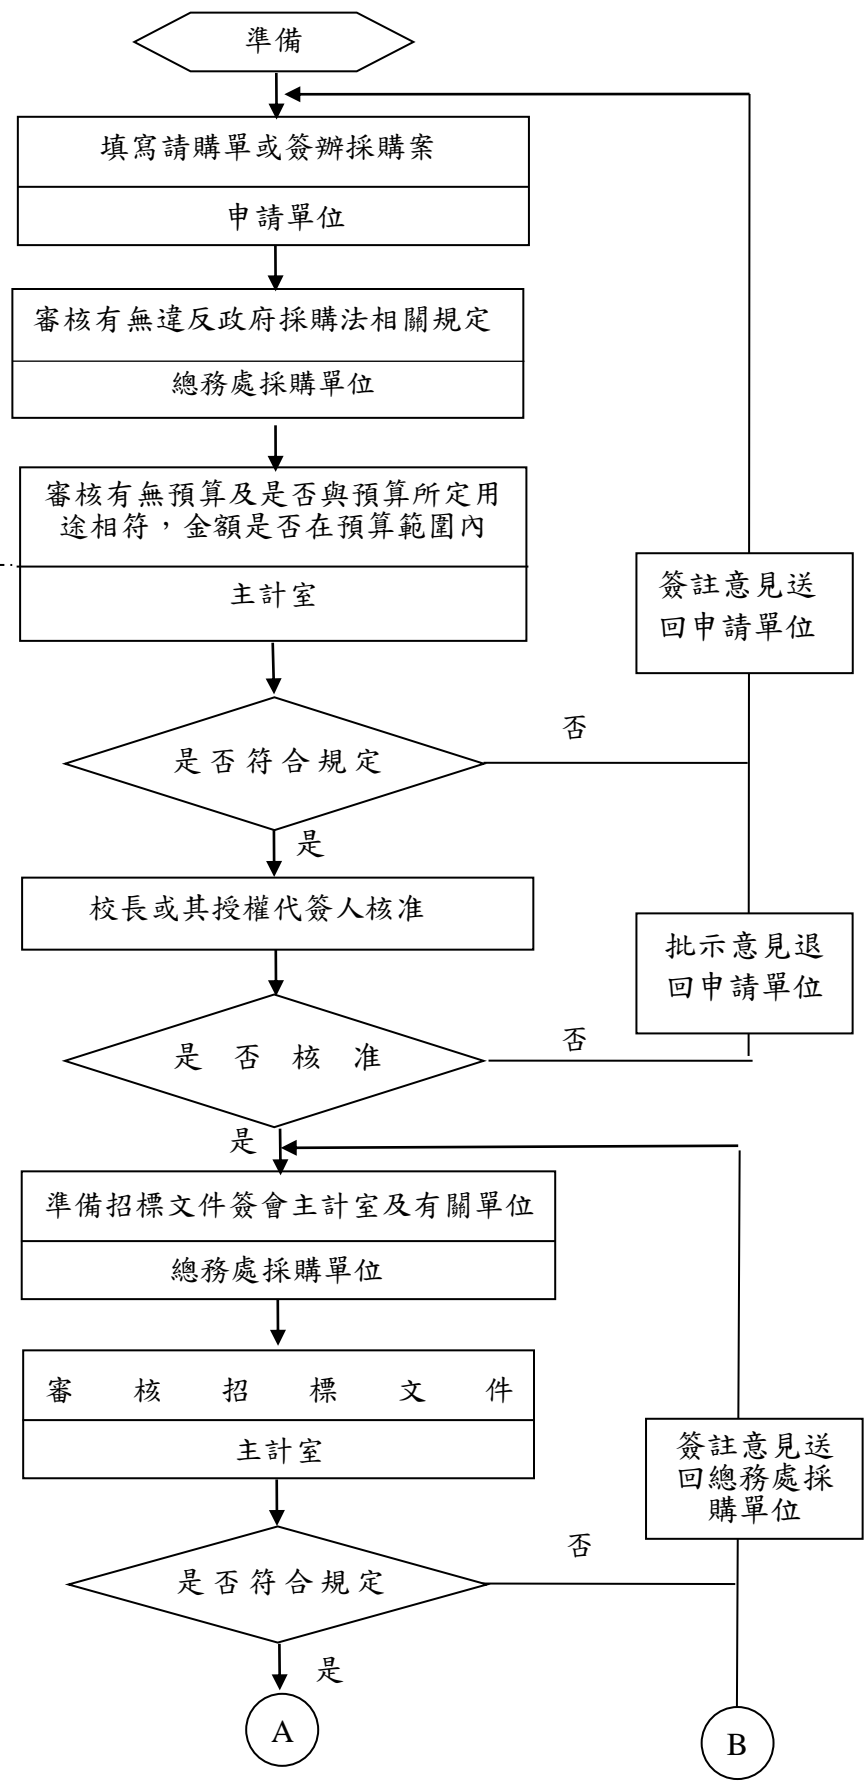 準備
填寫請購單或簽辦採購案
申請單位
審核有無違反政府採購法相關規定
總務處採購單位
審核有無預算及是否與預算所定用
途相符，金額是否在預算範圍內
主計室
簽註意見送
回申請單位
是否符合規定
否
是
校長或其授權代簽人核准
批示意見退
回申請單位
是否核准
否
是
準備招標文件簽會主計室及有關單位
總務處採購單位
審核招標文件
主計室
簽註意見送
回總務處採
購單位
是否符合規定
否
是
A
B